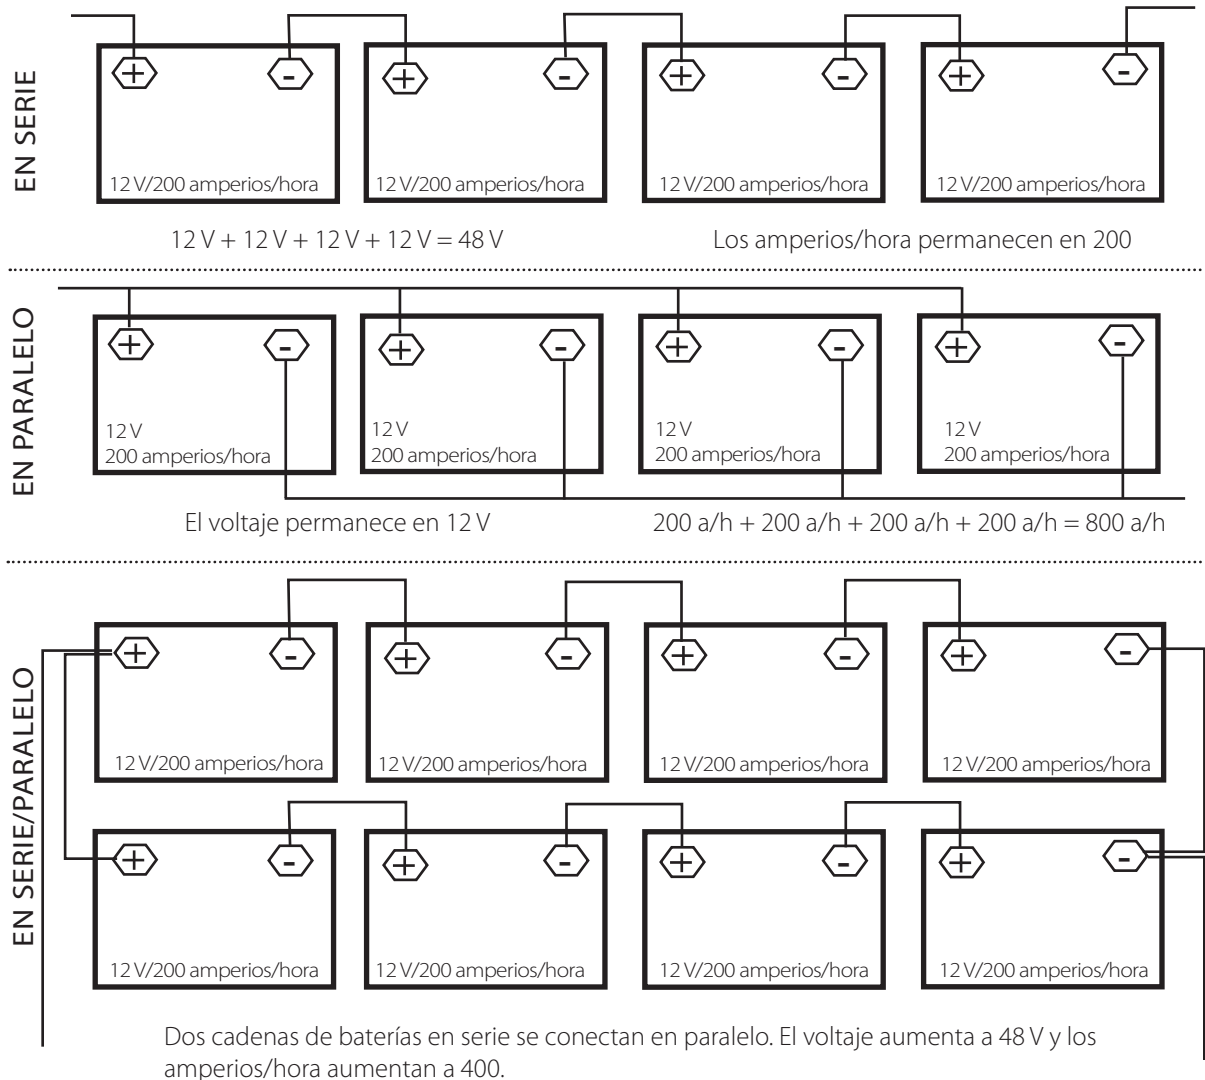 EN SERIE
+ - + - + - + -
12 V/200 amperios/hora 12 V/200 amperios/hora 12 V/200 amperios/hora 12 V/200 amperios/hora
12 V + 12 V + 12 V + 12 V = 48 V Los amperios/hora permanecen en 200
EN PARALELO
+ - + - + - + -
12 V 12 V 12 V 12 V
200 amperios/hora 200 amperios/hora 200 amperios/hora 200 amperios/hora
El voltaje permanece en 12 V 200 a/h + 200 a/h + 200 a/h + 200 a/h = 800 a/h
EN SERIE/PARALELO
+ - + - + - + -
12 V/200 amperios/hora 12 V/200 amperios/hora 12 V/200 amperios/hora 12 V/200 amperios/hora
+ - + - + - + -
12 V/200 amperios/hora 12 V/200 amperios/hora 12 V/200 amperios/hora 12 V/200 amperios/hora
Dos cadenas de baterías en serie se conectan en paralelo. El voltaje aumenta a 48 V y los
amperios/hora aumentan a 400.